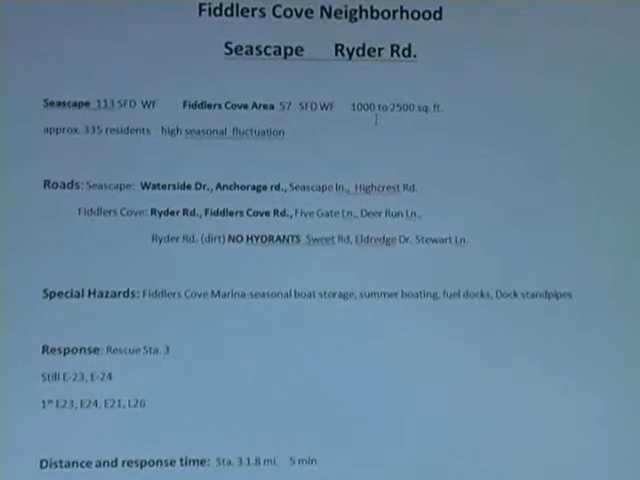 Fiddlers Cove Neighborhood
Seascape Ryder Rd.
Seascape 113 SFD WF Fiddlers Cove Area 57 SFD WF 1000 to 2500 sq. ft.
approx. 335 residents high seasonal fluctuation
Roads: Seascape: Waterside Dr., Anchorage rd., Seascape ln., Highcrest Rd.
Fiddlers Cove: Ryder Rd., Fiddlers Cove Rd., Five Gate Ln., Deer Run Ln.,
Ryder Rd. (dirt) NO HYDRANTS Sweet Rd, Eldredge Dr. Stewart Ln.
Special Hazards: Fiddlers Cove Marina-seasonal boat storage, summer boating, fuel docks, Dock standpipes
Response: Rescue Sta. 3
Still E-23, E-24
1st E23, E24, E21, L26
Distance and response time: Sta. 3 1.8 mi. 5 min